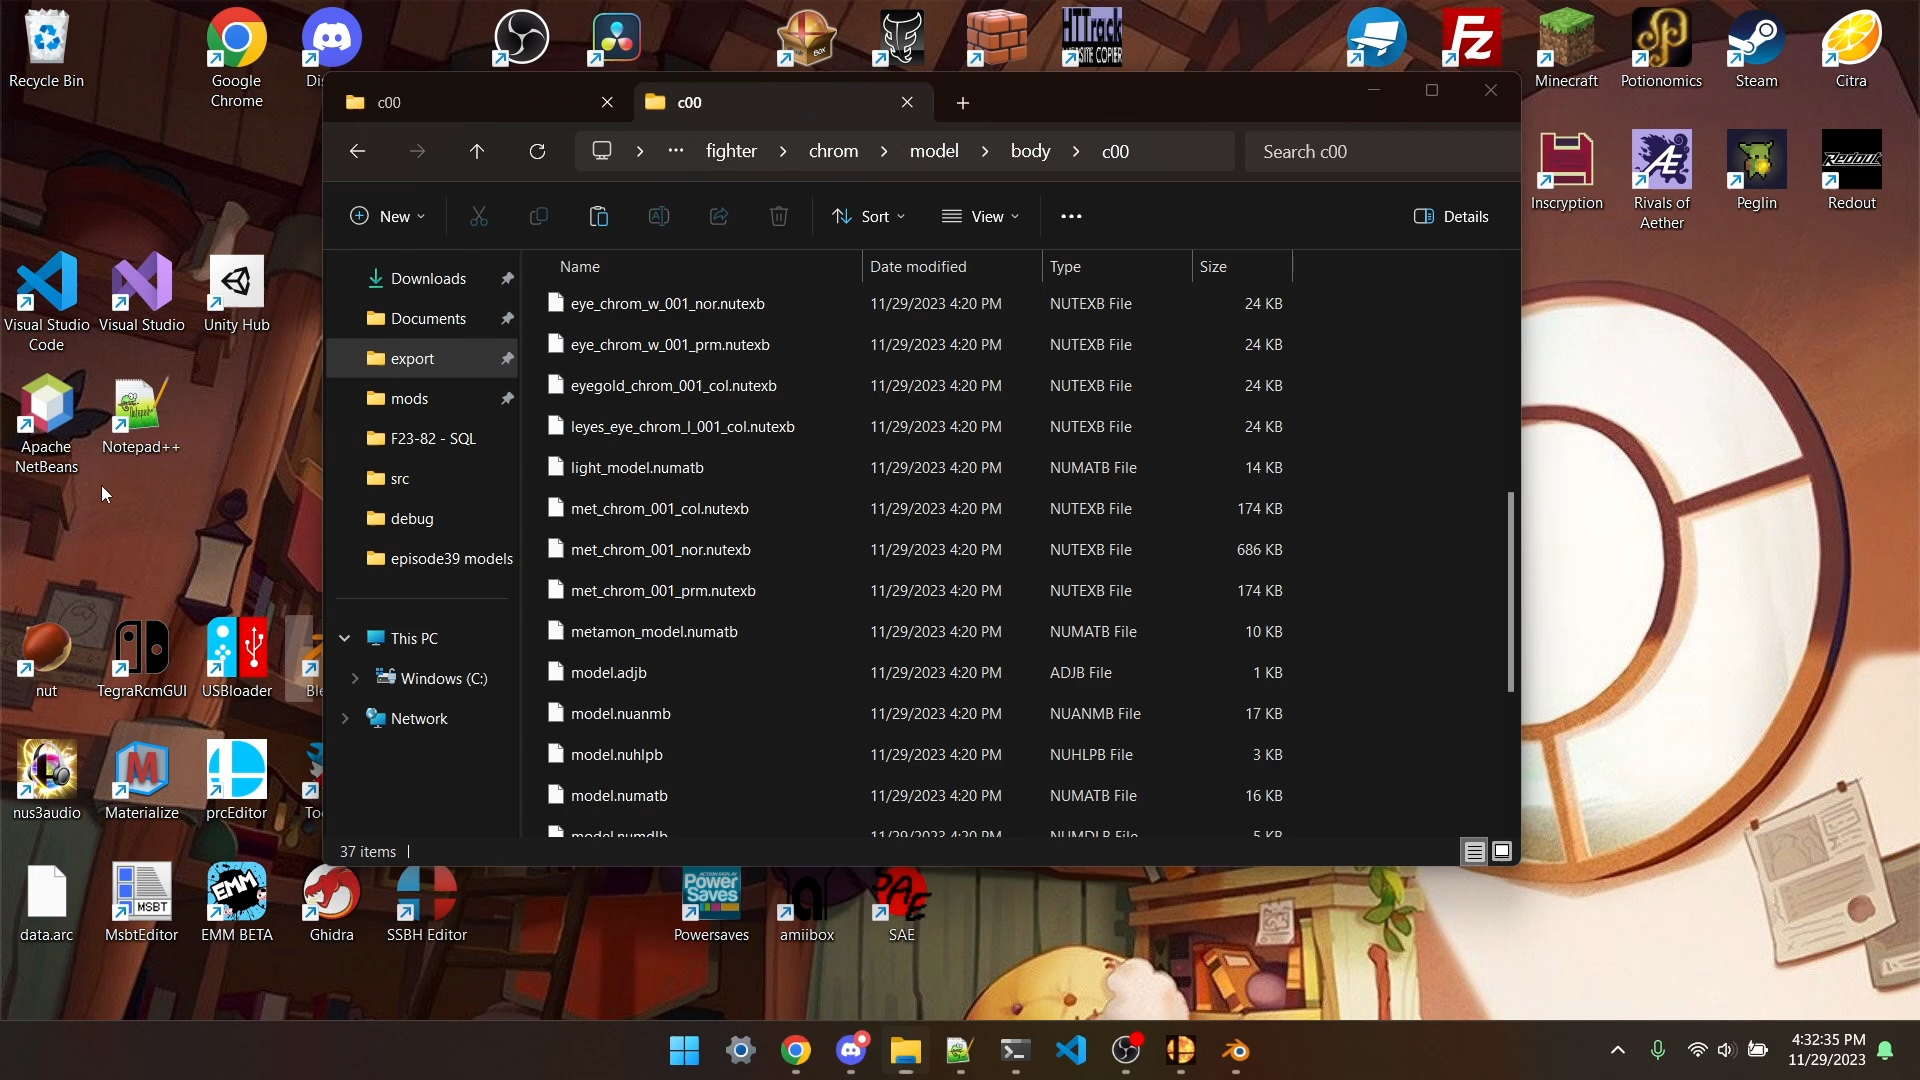 Recycle Bin
Google
Chrome
BOX
HTTrack
WEBSITE COPIER
Fz
Minecraft
Potionomics
Steam
Citra
c00
c00
fighter
chrom
model
body
c00
Search c00
Inscryption
Rivals of
Aether
Peglin
Redout
Redout
New
Sort
View
Details
Name
Date modified
Type
Size
Visual Studio
Code
Visual Studio
Unity Hub
Apache
NetBeans
Notepad++
Downloads
Documents
export
mods
F23-82 - SQL
src
debug
episode39 models
This PC
Windows (C:)
Network
eye_chrom_w_001_nor.nutexb 11/29/2023 4:20 PM NUTEXB File 24 KB
eye_chrom_w_001_prm.nutexb 11/29/2023 4:20 PM NUTEXB File 24 KB
eyegold_chrom_001_col.nutexb 11/29/2023 4:20 PM NUTEXB File 24 KB
leyes_eye_chrom_l_001_col.nutexb 11/29/2023 4:20 PM NUTEXB File 24 KB
light_model.numatb 11/29/2023 4:20 PM NUMATB File 14 KB
met_chrom_001_col.nutexb 11/29/2023 4:20 PM NUTEXB File 174 KB
met_chrom_001_nor.nutexb 11/29/2023 4:20 PM NUTEXB File 686 KB
met_chrom_001_prm.nutexb 11/29/2023 4:20 PM NUTEXB File 174 KB
metamon_model.numatb 11/29/2023 4:20 PM NUMATB File 10 KB
model.adjb 11/29/2023 4:20 PM ADJB File 1 KB
model.nuanmb 11/29/2023 4:20 PM NUANMB File 17 KB
model.nuhlpb 11/29/2023 4:20 PM NUHLPB File 3 KB
model.numatb 11/29/2023 4:20 PM NUMATB File 16 KB
model.numdlb 11/29/2023 4:20 PM NUMDLB File 5 KB
37 items
nut
TegraRcmGUI
USBloader
nus3audio
Materialize
prcEditor
data.arc
MSBT
MsbtEditor
EMM
EMM BETA
Ghidra
SSBH Editor
Power
Saves
Powersaves
amiibox
SAE
SAE
4:32:35 PM
11/29/2023